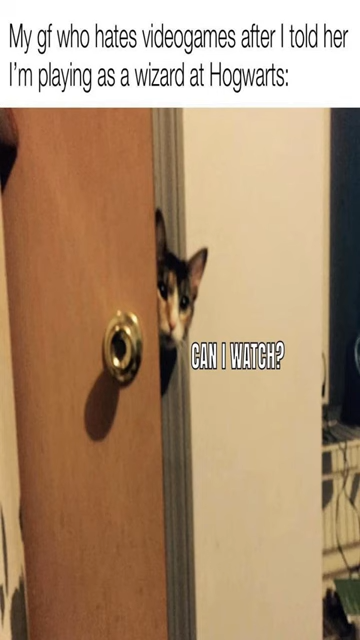 My gf who hates videogames after I told her
I'm playing as a wizard at Hogwarts:
CAN I WATCH?